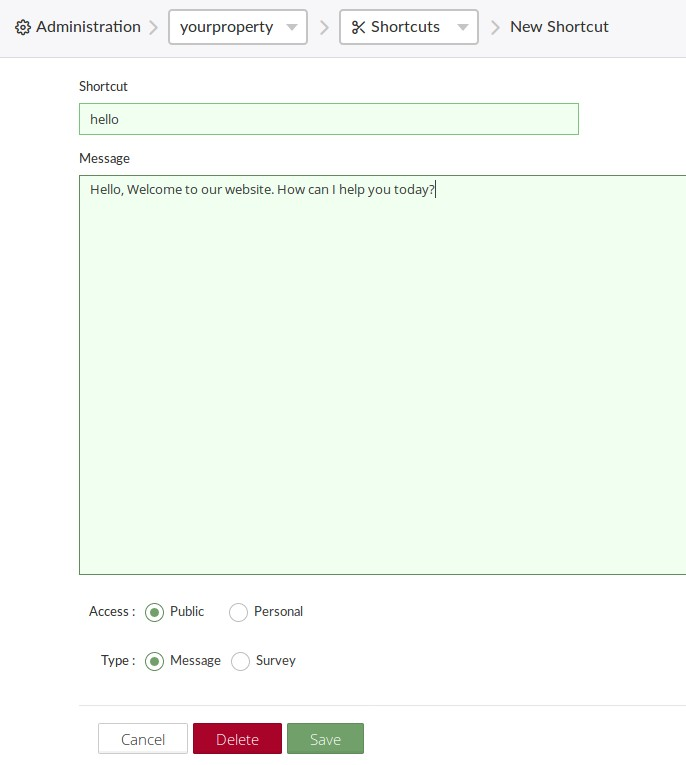 Administration yourproperty Shortcuts New Shortcut
Shortcut
hello
Message
Hello, Welcome to our website. How can I help you today?
Access : Public Personal
Type : Message Survey
Cancel Delete Save